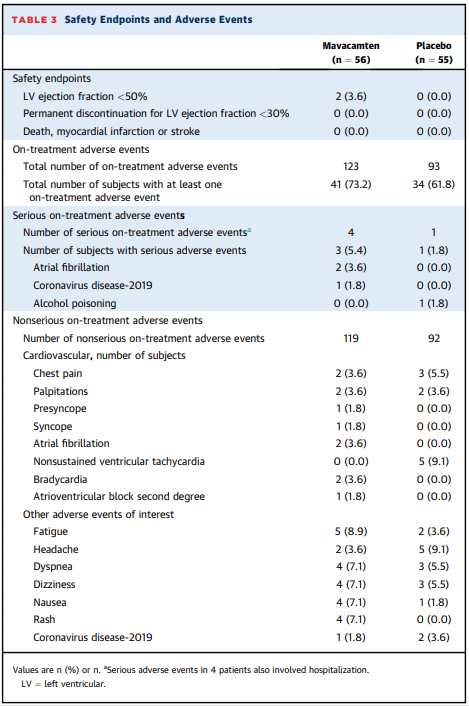 TABLE 3 Safety Endpoints and Adverse Events
Mavacamten (n = 56) Placebo (n = 55)
Safety endpoints
LV ejection fraction <50% 2 (3.6) 0 (0.0)
Permanent discontinuation for LV ejection fraction <30% 0 (0.0) 0 (0.0)
Death, myocardial infarction or stroke 0 (0.0) 0 (0.0)
On-treatment adverse events
Total number of on-treatment adverse events 123 93
Total number of subjects with at least one on-treatment adverse event 41 (73.2) 34 (61.8)
Serious on-treatment adverse events
Number of serious on-treatment adverse eventsᵃ 4 1
Number of subjects with serious adverse events 3 (5.4) 1 (1.8)
Atrial fibrillation 2 (3.6) 0 (0.0)
Coronavirus disease-2019 1 (1.8) 0 (0.0)
Alcohol poisoning 0 (0.0) 1 (1.8)
Nonserious on-treatment adverse events
Number of nonserious on-treatment adverse events 119 92
Cardiovascular, number of subjects
Chest pain 2 (3.6) 3 (5.5)
Palpitations 2 (3.6) 2 (3.6)
Presyncope 1 (1.8) 0 (0.0)
Syncope 1 (1.8) 0 (0.0)
Atrial fibrillation 2 (3.6) 0 (0.0)
Nonsustained ventricular tachycardia 0 (0.0) 5 (9.1)
Bradycardia 2 (3.6) 0 (0.0)
Atrioventricular block second degree 1 (1.8) 0 (0.0)
Other adverse events of interest
Fatigue 5 (8.9) 2 (3.6)
Headache 2 (3.6) 5 (9.1)
Dyspnea 4 (7.1) 3 (5.5)
Dizziness 4 (7.1) 3 (5.5)
Nausea 4 (7.1) 1 (1.8)
Rash 4 (7.1) 0 (0.0)
Coronavirus disease-2019 1 (1.8) 2 (3.6)
Values are n (%) or n. ᵃSerious adverse events in 4 patients also involved hospitalization.
LV = left ventricular.